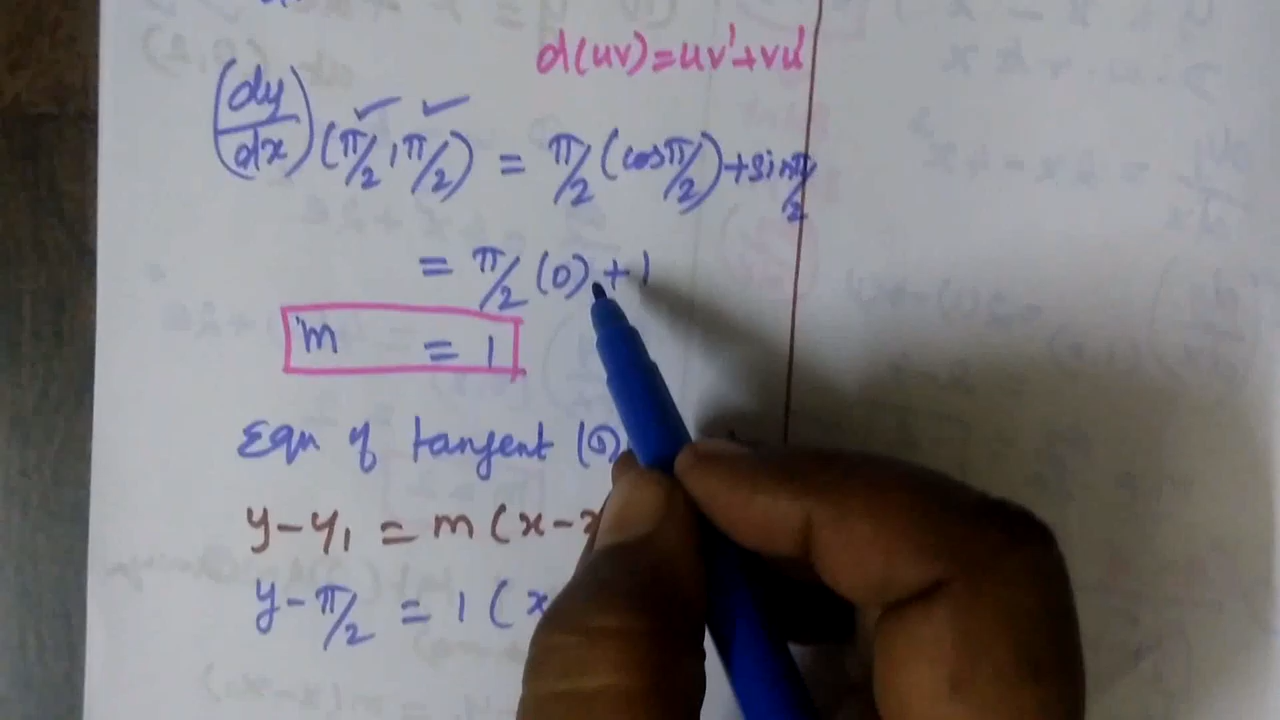 d(uv)=uv'+vu'
(dy/dx)(π/2,π/2) = π/2(cosπ/2)+sinπ/2
= π/2(0)+1
m = 1
Eqn of tangent
y-y₁ = m(x-
y-π/2 = 1(x